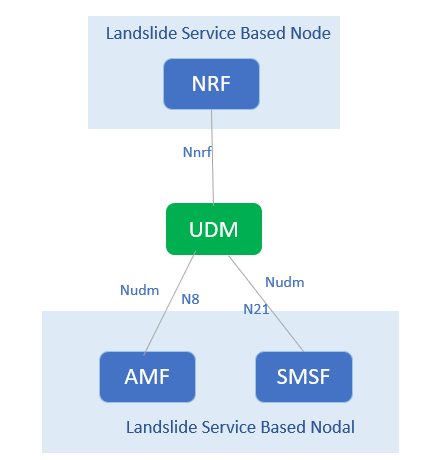 Landslide Service Based Node
NRF
Nnrf
UDM
Nudm
Nudm
N8
N21
AMF
SMSF
Landslide Service Based Nodal